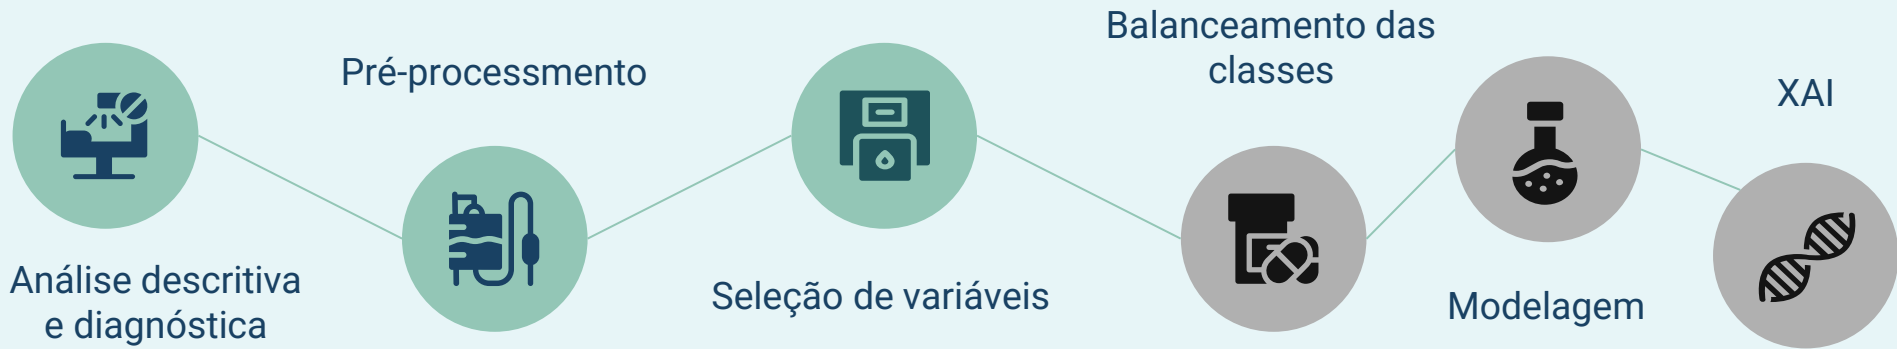 Análise descritiva
e diagnóstica
Pré-processmento
Seleção de variáveis
Balanceamento das
classes
Modelagem
XAI